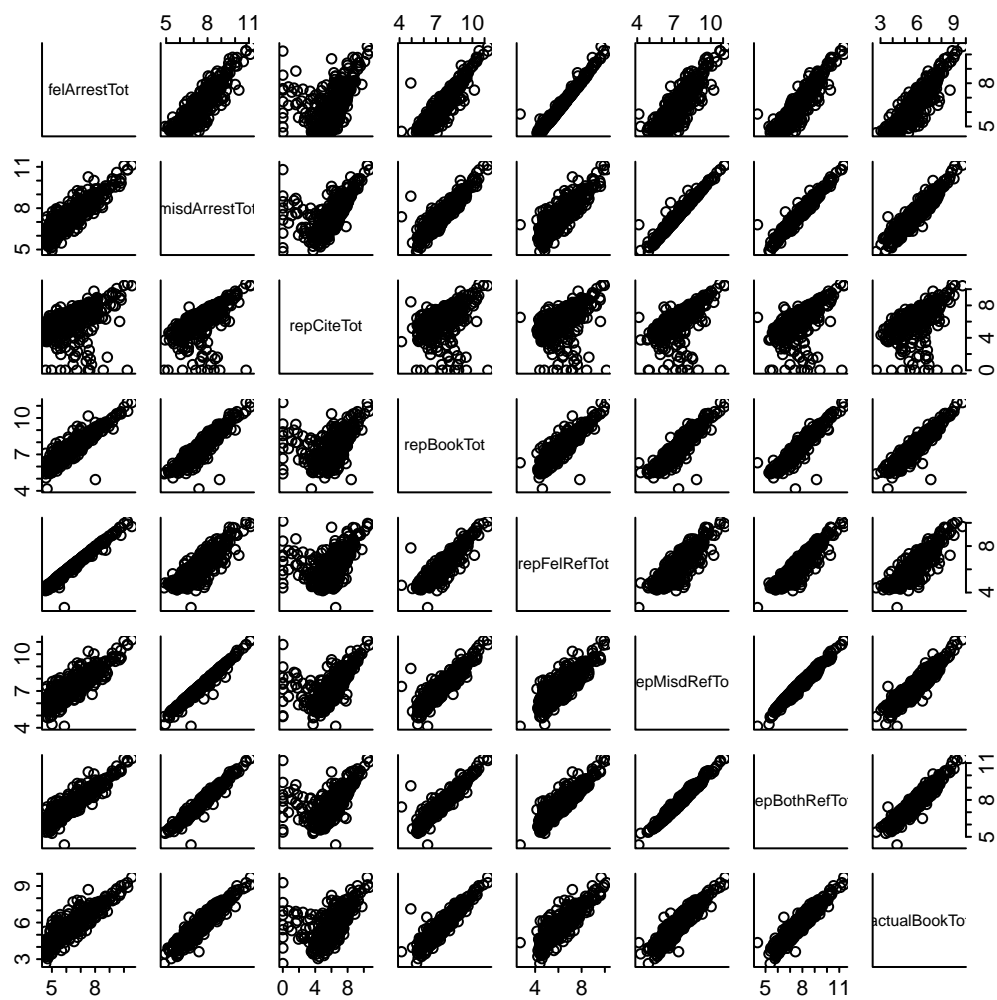 5 8 11 4 7 10 4 7 10 3 6 9
felArrestTot
5 8
5 8 11
misdArrestTot
repCiteTot
0 4 8
4 7 10
repBookTot
repFelRefTot
4 8
4 7 10
epMisdRefTo
epBothRefTo
5 8 11
3 6 9
actualBookTo
5 8 0 4 8 4 8 5 8 11